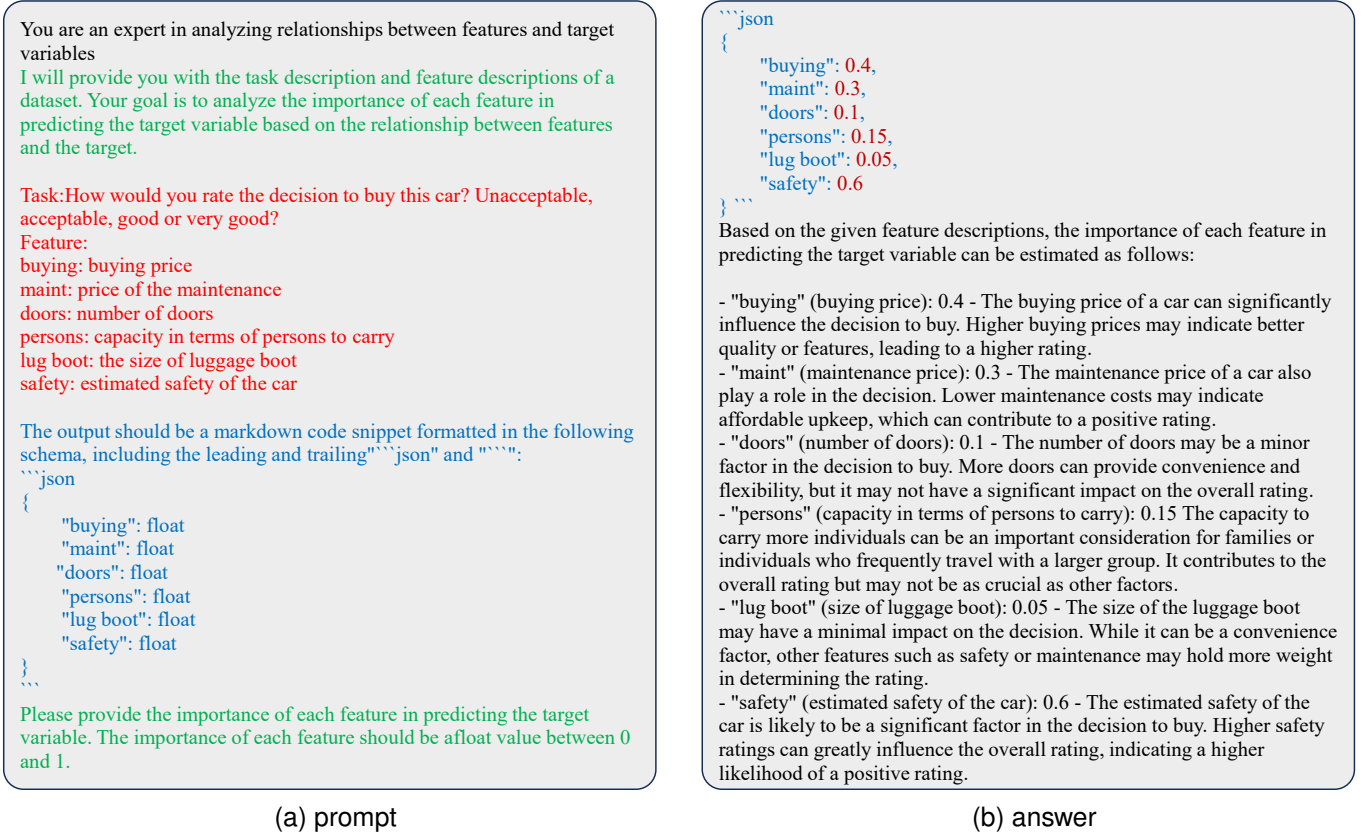 You are an expert in analyzing relationships between features and target
variables
I will provide you with the task description and feature descriptions of a
dataset. Your goal is to analyze the importance of each feature in
predicting the target variable based on the relationship between features
and the target.
Task:How would you rate the decision to buy this car? Unacceptable,
acceptable, good or very good?
Feature:
buying: buying price
maint: price of the maintenance
doors: number of doors
persons: capacity in terms of persons to carry
lug boot: the size of luggage boot
safety: estimated safety of the car
The output should be a markdown code snippet formatted in the following
schema, including the leading and trailing"```json" and "```":
```json
{
"buying": float
"maint": float
"doors": float
"persons": float
"lug boot": float
"safety": float
}
```
Please provide the importance of each feature in predicting the target
variable. The importance of each feature should be afloat value between 0
and 1.
(a) prompt
```json
{
"buying": 0.4,
"maint": 0.3,
"doors": 0.1,
"persons": 0.15,
"lug boot": 0.05,
"safety": 0.6
} ```
Based on the given feature descriptions, the importance of each feature in
predicting the target variable can be estimated as follows:
- "buying" (buying price): 0.4 - The buying price of a car can significantly
influence the decision to buy. Higher buying prices may indicate better
quality or features, leading to a higher rating.
- "maint" (maintenance price): 0.3 - The maintenance price of a car also
play a role in the decision. Lower maintenance costs may indicate
affordable upkeep, which can contribute to a positive rating.
- "doors" (number of doors): 0.1 - The number of doors may be a minor
factor in the decision to buy. More doors can provide convenience and
flexibility, but it may not have a significant impact on the overall rating.
- "persons" (capacity in terms of persons to carry): 0.15 The capacity to
carry more individuals can be an important consideration for families or
individuals who frequently travel with a larger group. It contributes to the
overall rating but may not be as crucial as other factors.
- "lug boot" (size of luggage boot): 0.05 - The size of the luggage boot
may have a minimal impact on the decision. While it can be a convenience
factor, other features such as safety or maintenance may hold more weight
in determining the rating.
- "safety" (estimated safety of the car): 0.6 - The estimated safety of the
car is likely to be a significant factor in the decision to buy. Higher safety
ratings can greatly influence the overall rating, indicating a higher
likelihood of a positive rating.
(b) answer